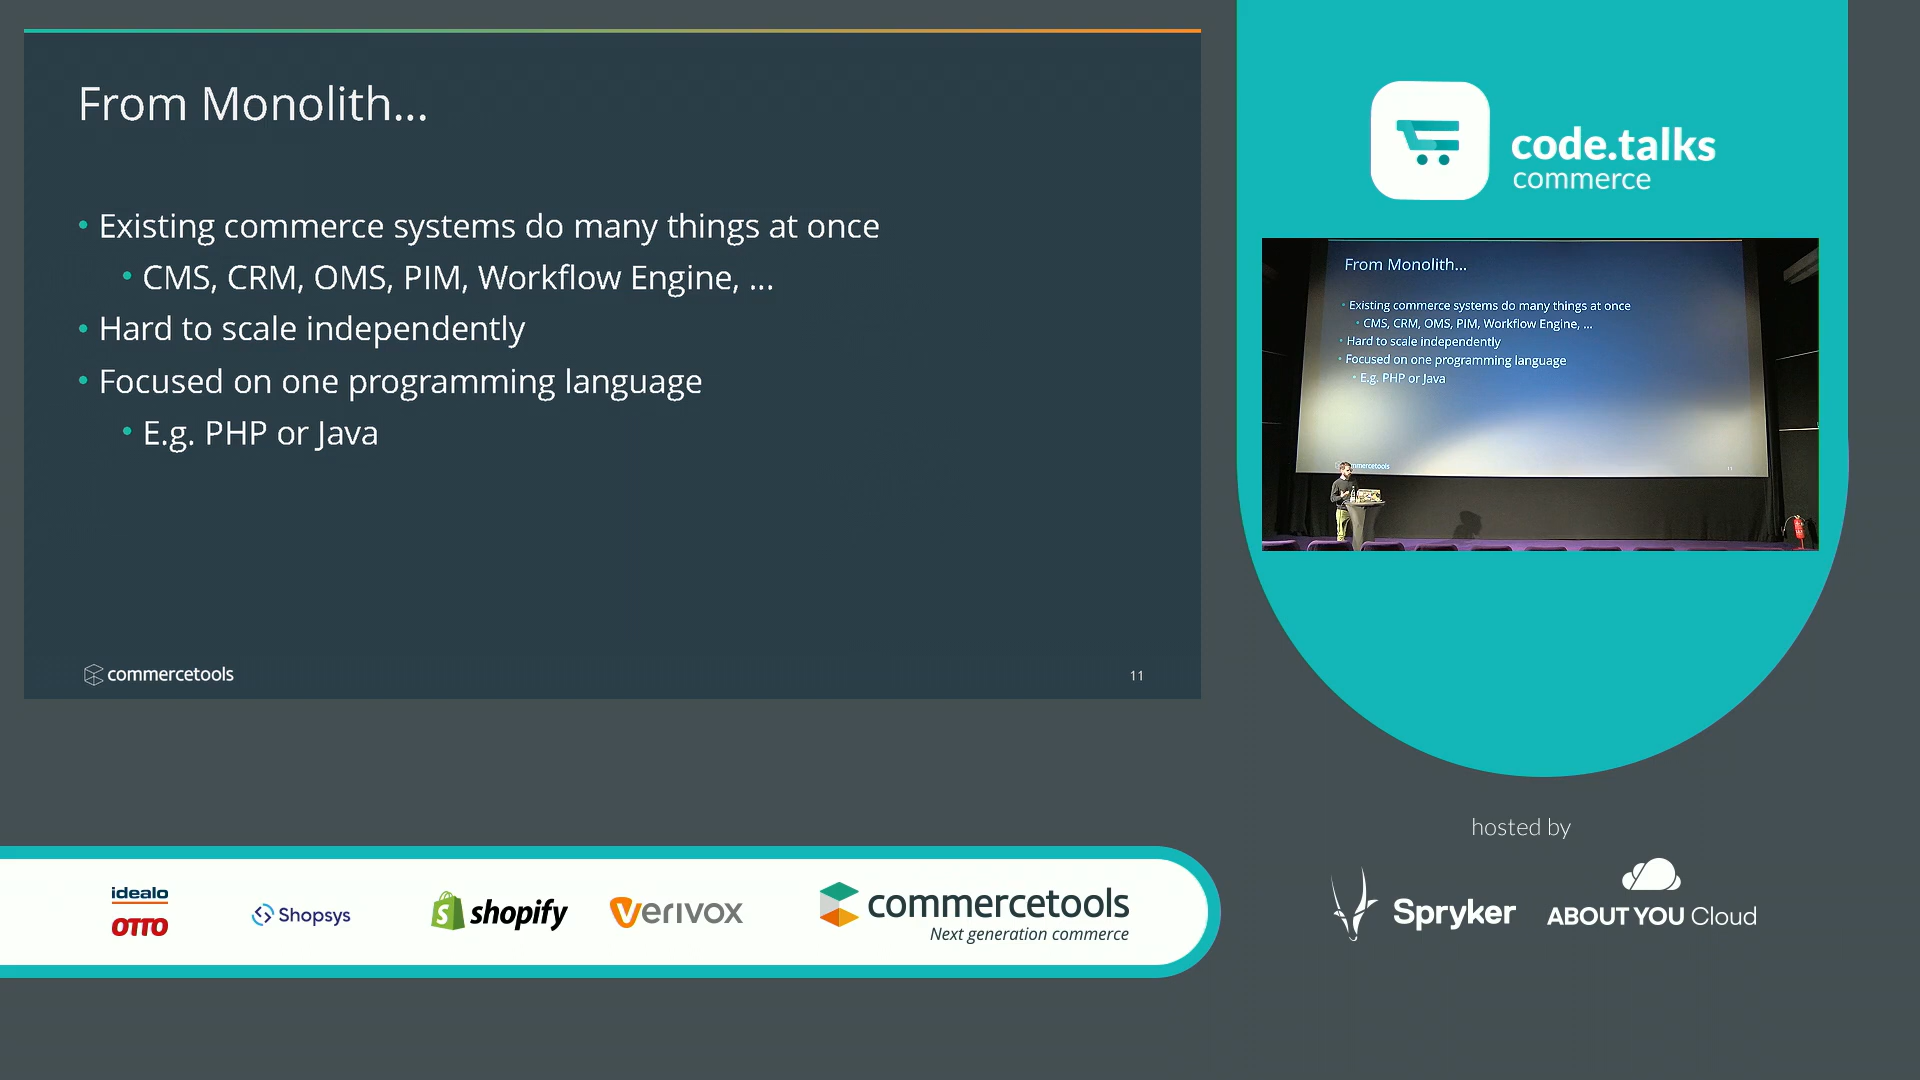 From Monolith...
• Existing commerce systems do many things at once
• CMS, CRM, OMS, PIM, Workflow Engine, ...
• Hard to scale independently
• Focused on one programming language
• E.g. PHP or Java
commercetools
11
code.talks
commerce
From Monolith...
• Existing commerce systems do many things at once
• CMS, CRM, OMS, PIM, Workflow Engine, ...
• Hard to scale independently
• Focused on one programming language
• E.g. PHP or Java
commercetools
11
hosted by
Spryker
ABOUT YOU Cloud
idealo
OTTO
Shopsys
shopify
verivox
commercetools
Next generation commerce